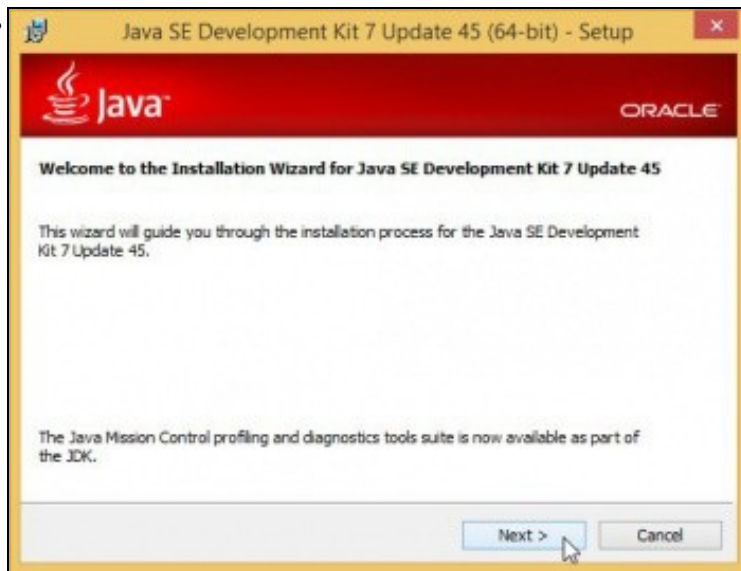 Java SE Development Kit 7 Update 45 (64-bit) - Setup
Java™
ORACLE
Welcome to the Installation Wizard for Java SE Development Kit 7 Update 45
This wizard will guide you through the installation process for the Java SE Development
Kit 7 Update 45.
The Java Mission Control profiling and diagnostics tools suite is now available as part of
the JDK.
Next >
Cancel